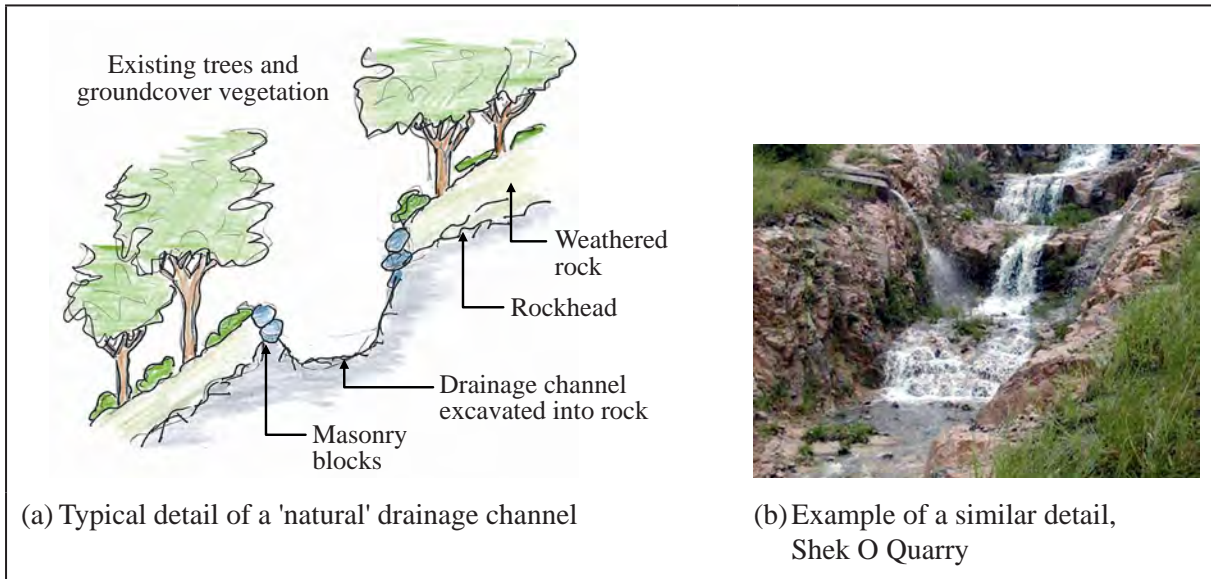 Existing trees and
groundcover vegetation
Weathered
rock
Rockhead
Drainage channel
excavated into rock
Masonry
blocks
(a) Typical detail of a 'natural' drainage channel
(b) Example of a similar detail,
Shek O Quarry